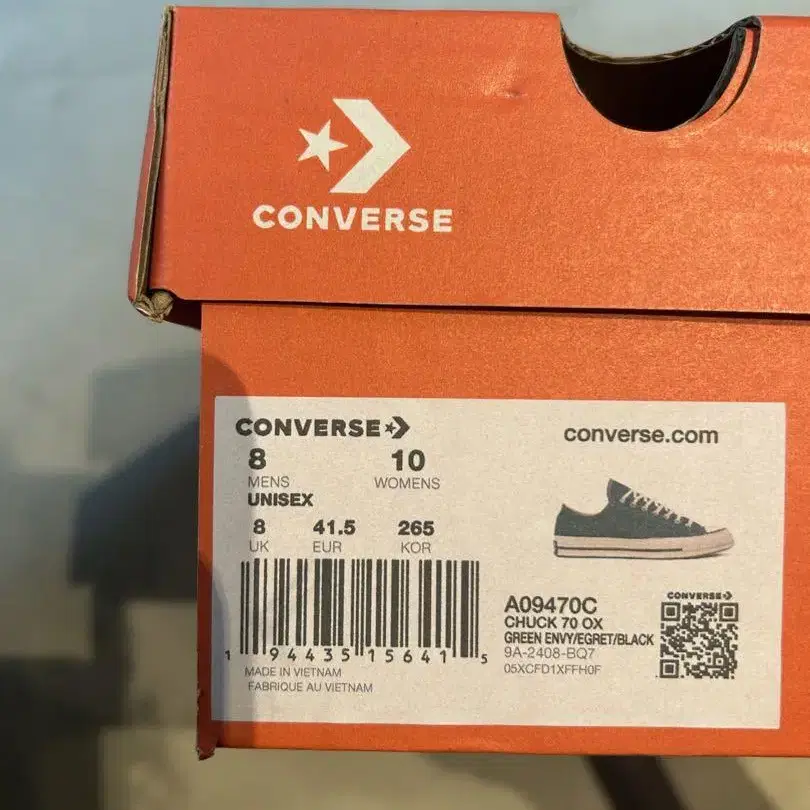 CONVERSE
CONVERSE
converse.com
8 10
MENS WOMENS
UNISEX
8 41.5 265
UK EUR KOR
1 94435 15641 5
MADE IN VIETNAM
FABRIQUE AU VIETNAM
A09470C
CHUCK 70 OX
GREEN ENVY/EGRET/BLACK
9A-2408-BQ7
05XCFD1XFFH0F
CONVERSE